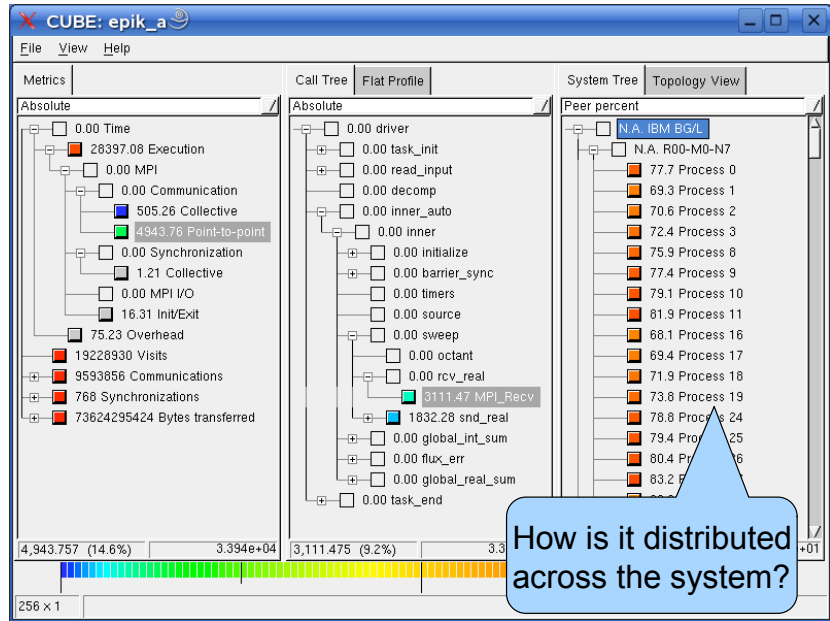 CUBE: epik_a
File View Help
Metrics
Absolute
0.00 Time
28397.08 Execution
0.00 MPI
0.00 Communication
505.26 Collective
4943.76 Point-to-point
0.00 Synchronization
1.21 Collective
0.00 MPI I/O
16.31 Init/Exit
75.23 Overhead
19228930 Visits
9593856 Communications
768 Synchronizations
73624295424 Bytes transferred
4,943.757 (14.6%) 3.394e+04
Call Tree Flat Profile
Absolute
0.00 driver
0.00 task_init
0.00 read_input
0.00 decomp
0.00 inner_auto
0.00 inner
0.00 initialize
0.00 barrier_sync
0.00 timers
0.00 source
0.00 sweep
0.00 octant
0.00 rcv_real
3111.47 MPI_Recv
1832.28 snd_real
0.00 global_int_sum
0.00 flux_err
0.00 global_real_sum
0.00 task_end
3,111.475 (9.2%) 3.3
System Tree Topology View
Peer percent
N.A. IBM BG/L
N.A. R00-M0-N7
77.7 Process 0
69.3 Process 1
70.6 Process 2
72.4 Process 3
75.9 Process 8
77.4 Process 9
79.1 Process 10
81.9 Process 11
68.1 Process 16
69.4 Process 17
71.9 Process 18
73.8 Process 19
78.8 Process 24
79.4 Pro 25
80.4 Pr 6
83.2
+01
How is it distributed
across the system?
256 x 1